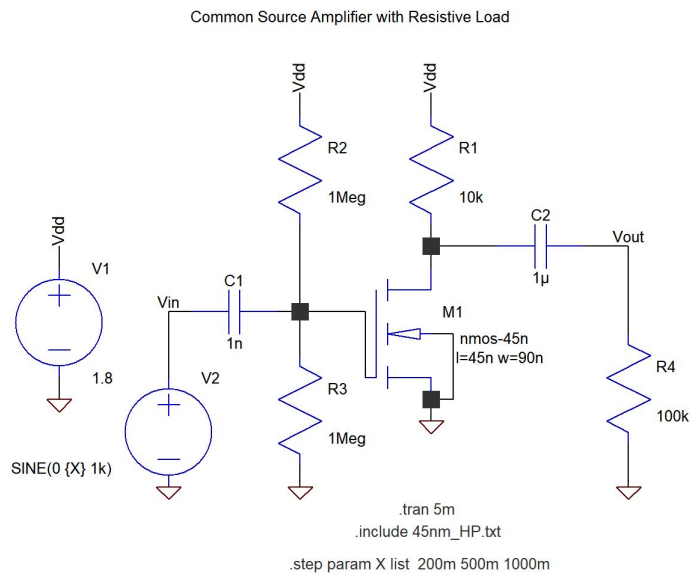 Common Source Amplifier with Resistive Load
Vdd
Vdd
R2
R1
1Meg
10k
Vdd
C2
Vout
V1
C1
1µ
Vin
M1
nmos-45n
1n
l=45n w=90n
R4
1.8
V2
R3
100k
1Meg
SINE(0 {X} 1k)
.tran 5m
.include 45nm_HP.txt
.step param X list  200m 500m 1000m